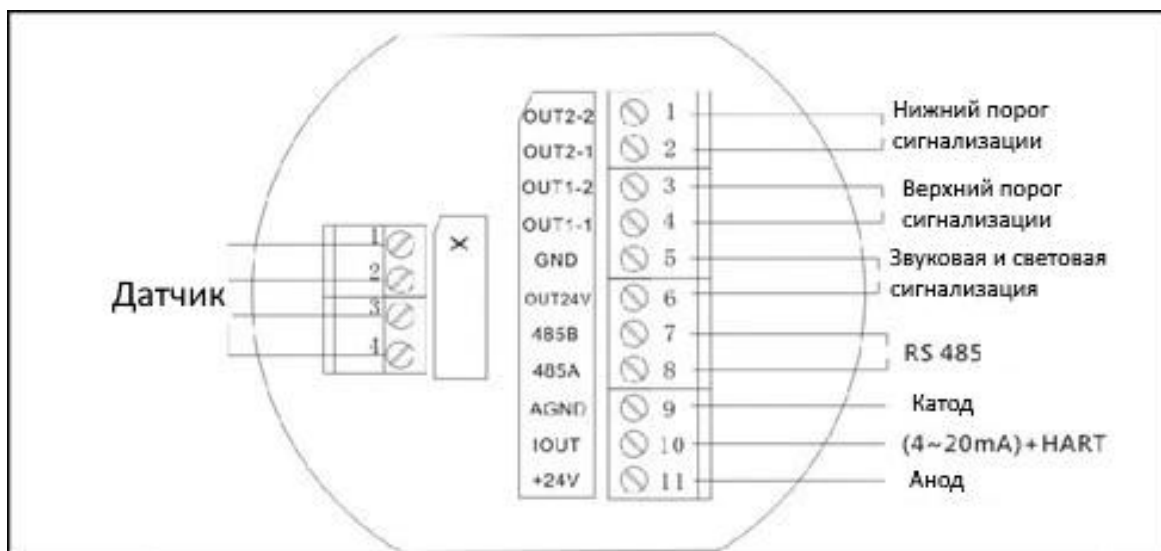 OUT2-2 1 Нижний порог
сигнализации
OUT2-1 2
OUT1-2 3 Верхний порог
сигнализации
OUT1-1 4
GND 5 Звуковая и световая
сигнализация
OUT24V 6
485B 7 RS 485
485A 8
AGND 9 Катод
IOUT 10 (4~20mA)+HART
+24V 11 Анод
Датчик
1
2
3
4
X